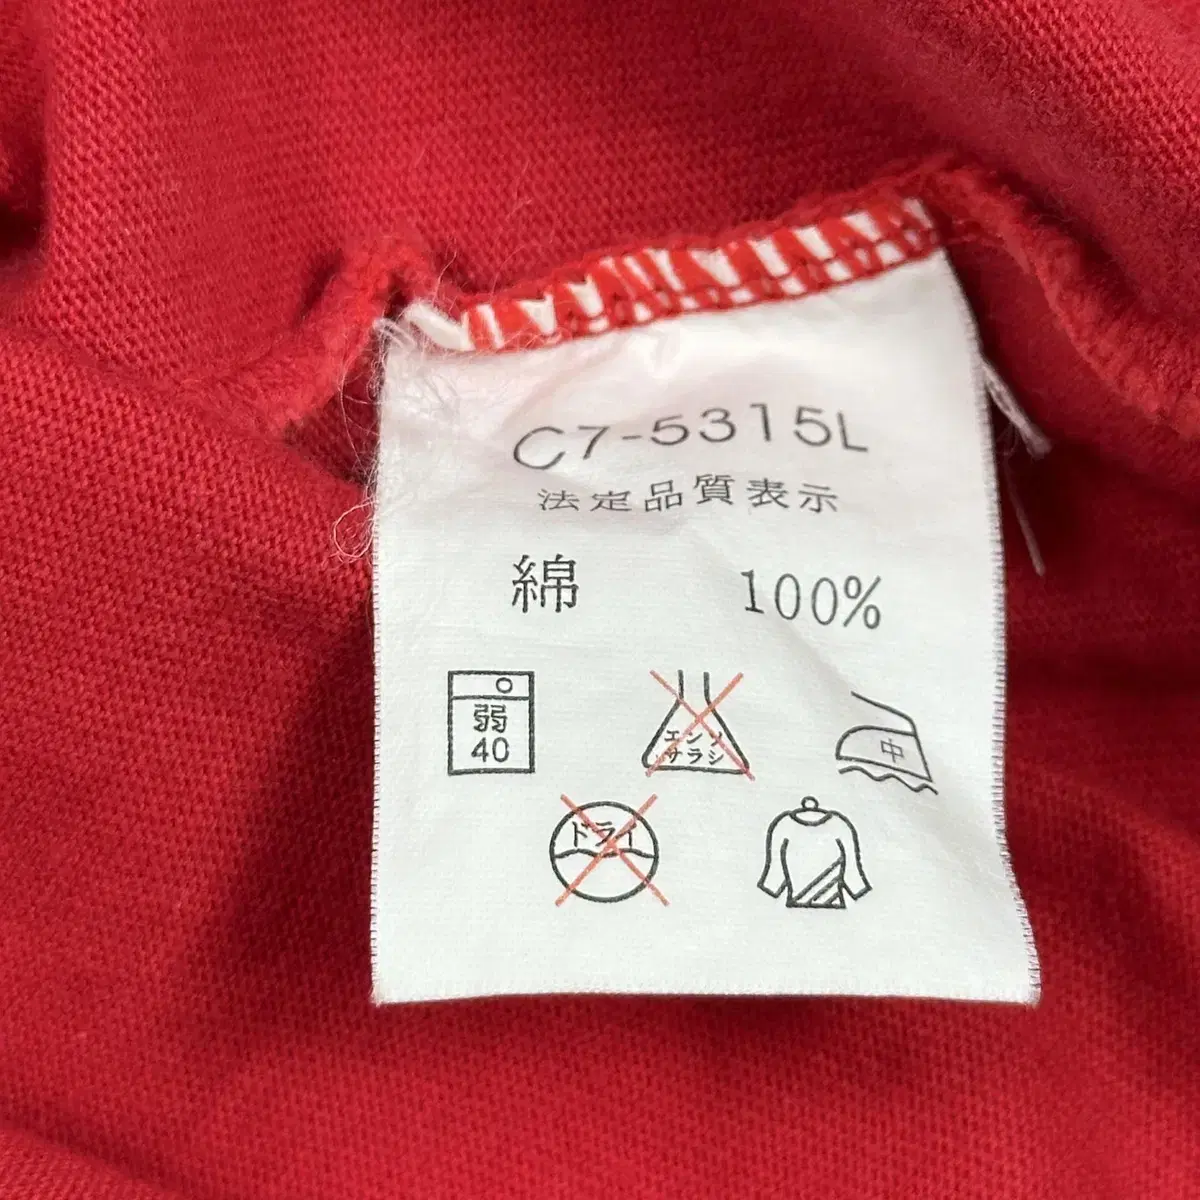 C7-5315L
法定品質表示
綿 100%
弱
40
エンソ
サラシ
中
ドライ